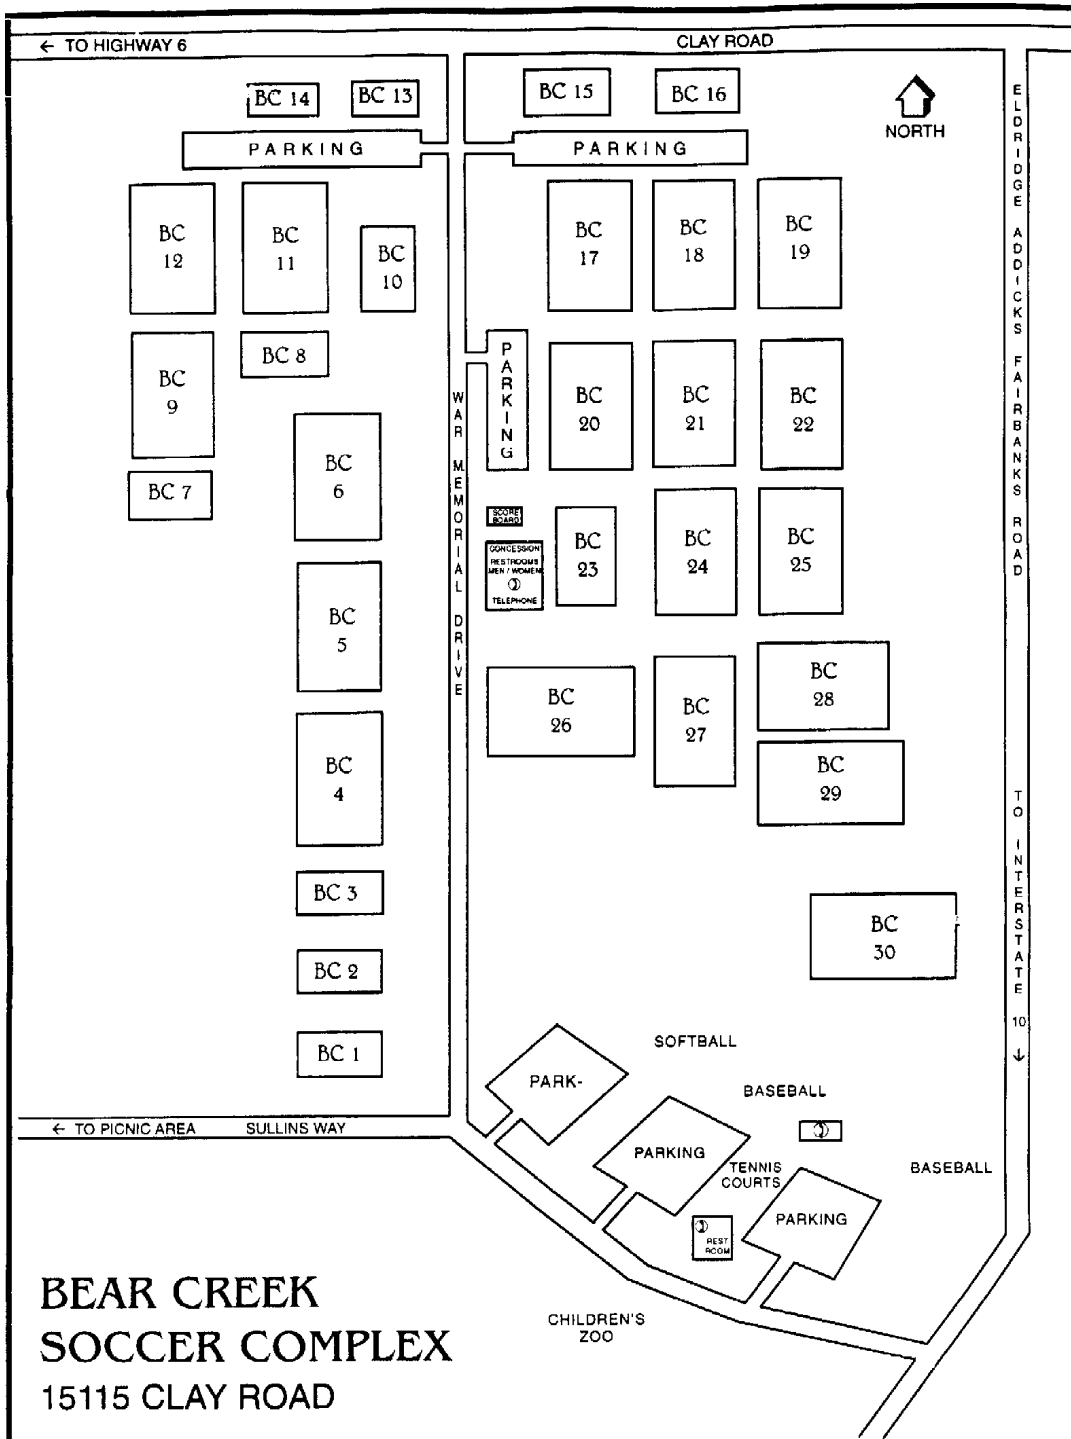 ← TO HIGHWAY 6
CLAY ROAD
BC 14
BC 13
BC 15
BC 16
NORTH
PARKING
PARKING
BC
12
BC
11
BC
10
BC
17
BC
18
BC
19
BC
9
BC 8
PARKING
BC
20
BC
21
BC
22
BC 7
BC
6
SCORE
BOARD
CONCESSION
RESTROOMS
MEN / WOMEN
TELEPHONE
BC
23
BC
24
BC
25
BC
5
BC
26
BC
27
BC
28
BC
4
BC
29
BC 3
BC
30
BC 2
BC 1
WAR MEMORIAL DRIVE
ELDRIDGE ADDICKS FAIRBANKS ROAD
TO INTERSTATE 10 ↓
SOFTBALL
PARK-
BASEBALL
← TO PICNIC AREA
SULLINS WAY
PARKING
TENNIS
COURTS
BASEBALL
PARKING
REST
ROOM
CHILDREN'S
ZOO
BEAR CREEK
SOCCER COMPLEX
15115 CLAY ROAD